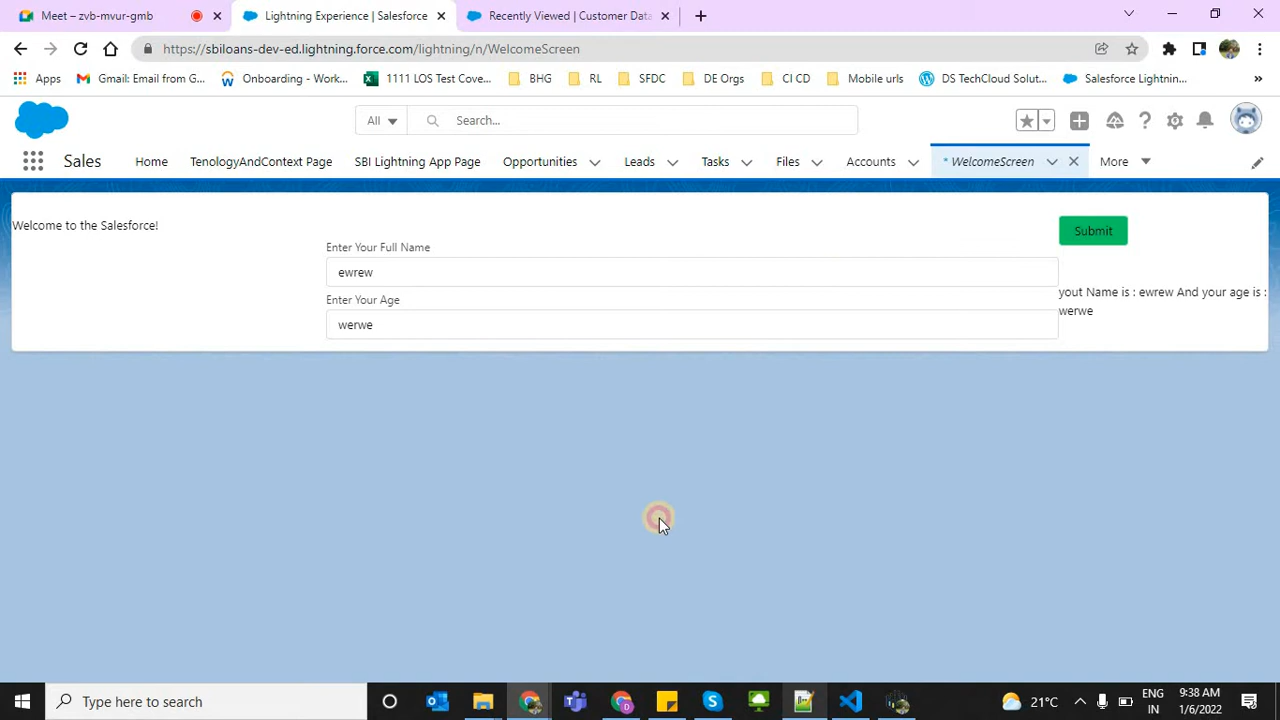 Meet – zvb-mvur-gmb
Lightning Experience | Salesforce
Recently Viewed | Customer Data
https://sbiloans-dev-ed.lightning.force.com/lightning/n/WelcomeScreen
Apps
Gmail: Email from G...
Onboarding - Work...
1111 LOS Test Cove...
BHG
RL
SFDC
DE Orgs
CI CD
Mobile urls
DS TechCloud Solut...
Salesforce Lightnin...
»
All
Search...
Sales
Home
TenologyAndContext Page
SBI Lightning App Page
Opportunities
Leads
Tasks
Files
Accounts
* WelcomeScreen
More
Welcome to the Salesforce!
Enter Your Full Name
ewrew
Enter Your Age
werwe
Submit
yout Name is : ewrew And your age is :
werwe
Type here to search
21°C
ENG
IN
9:38 AM
1/6/2022